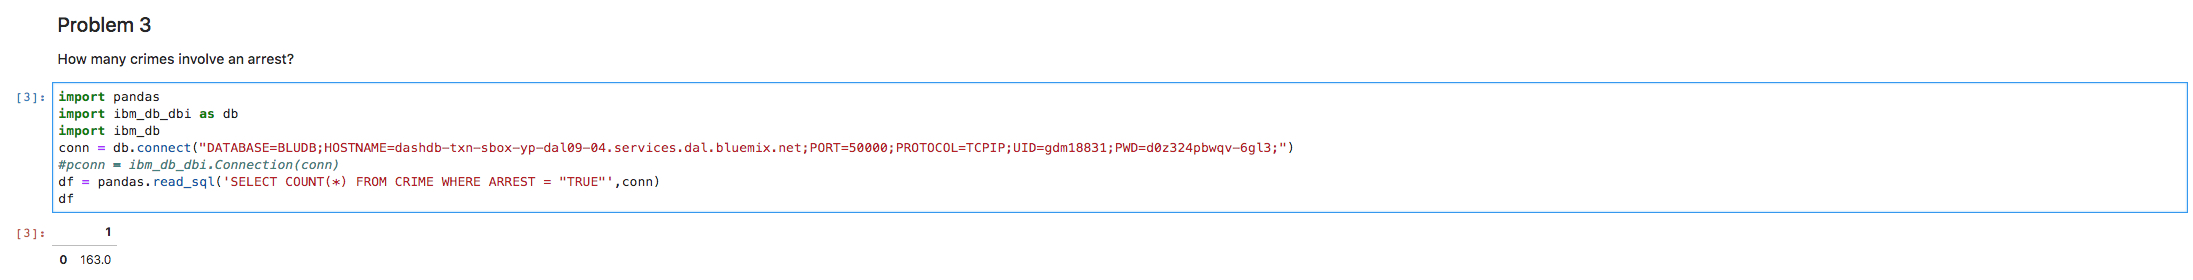 Problem 3
How many crimes involve an arrest?
[3]:
import pandas
import ibm_db_dbi as db
import ibm_db
conn = db.connect("DATABASE=BLUDB;HOSTNAME=dashdb-txn-sbox-yp-dal09-04.services.dal.bluemix.net;PORT=50000;PROTOCOL=TCPIP;UID=gdm18831;PWD=d0z324pbwqv-6gl3;")
#pconn = ibm_db_dbi.Connection(conn)
df = pandas.read_sql('SELECT COUNT(*) FROM CRIME WHERE ARREST = "TRUE"',conn)
df
[3]:
1
0 163.0